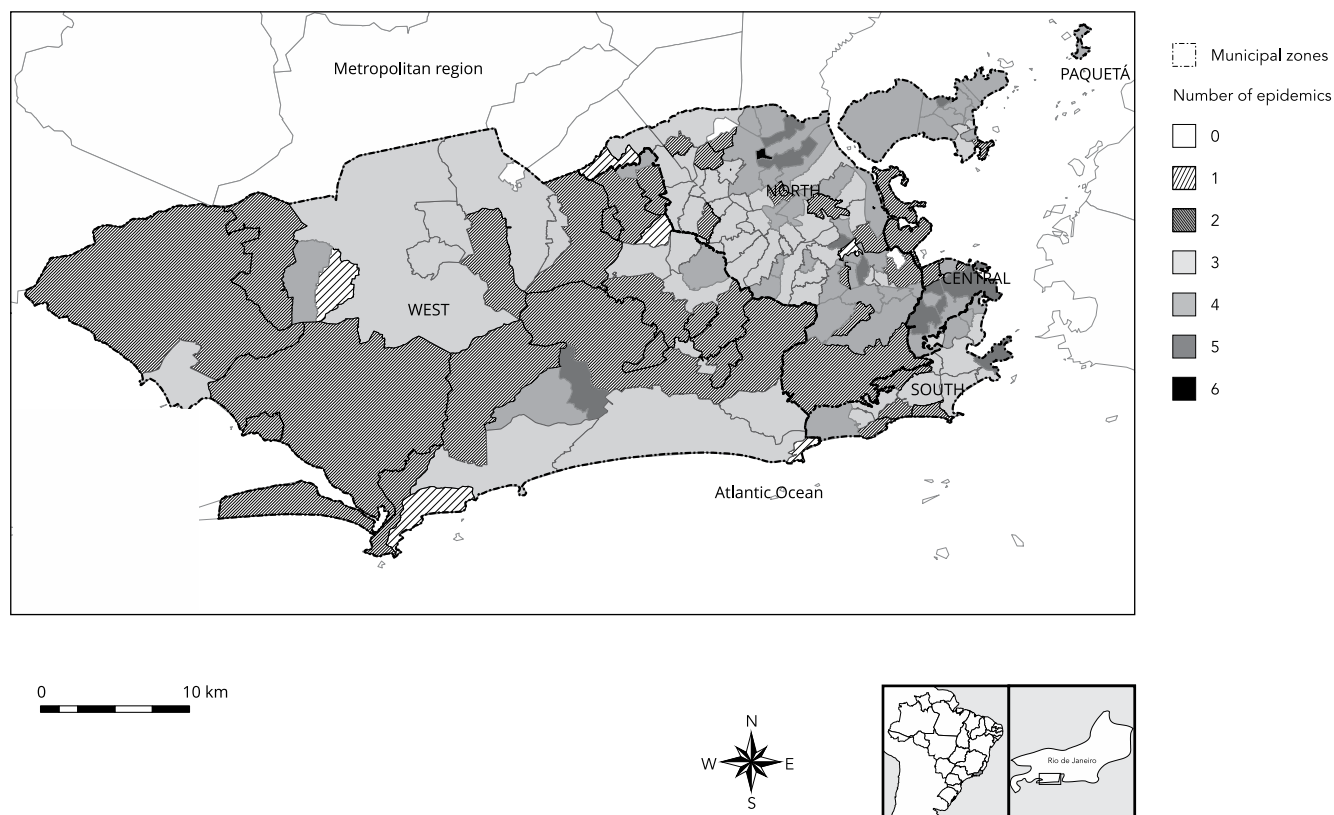 Metropolitan region
PAQUETÁ
NORTH
CENTRAL
WEST
SOUTH
Atlantic Ocean
Municipal zones
Number of epidemics
0
1
2
3
4
5
6
0 10 km
N
W E
S
Rio de Janeiro